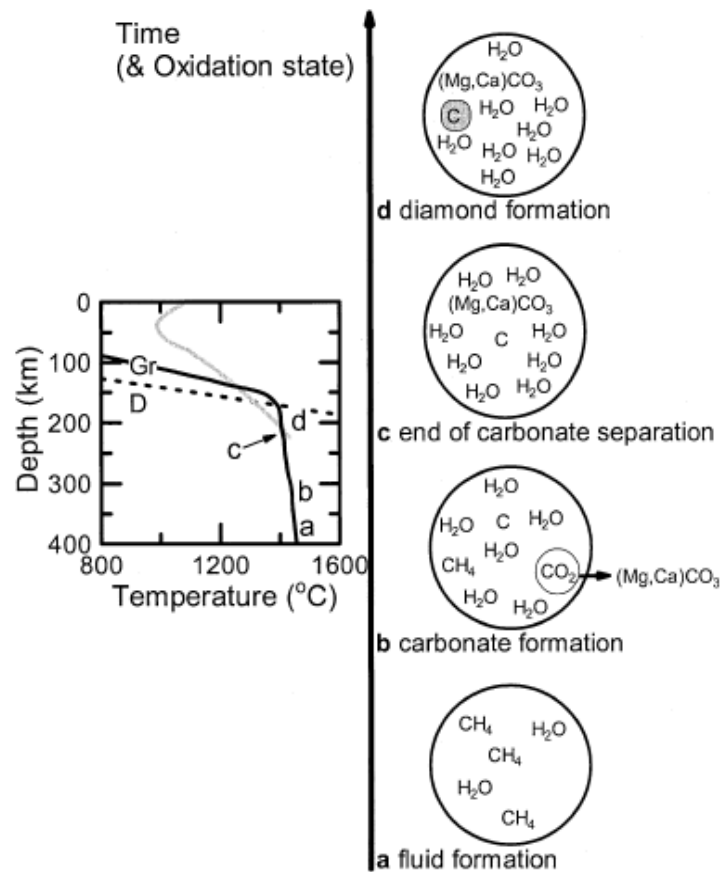 Time
(& Oxidation state)
H₂O
(Mg,Ca)CO₃
C H₂O H₂O
H₂O
H₂O H₂O H₂O
H₂O
d diamond formation
H₂O H₂O
(Mg,Ca)CO₃
H₂O C H₂O
H₂O H₂O
H₂O H₂O
c end of carbonate separation
0
100
200
300
400
Depth (km)
Gr
D
d
c
b
a
800 1200 1600
Temperature (°C)
H₂O
H₂O C H₂O
CH₄ H₂O CO₂ (Mg,Ca)CO₃
H₂O H₂O
b carbonate formation
CH₄ H₂O
CH₄
H₂O
CH₄
a fluid formation